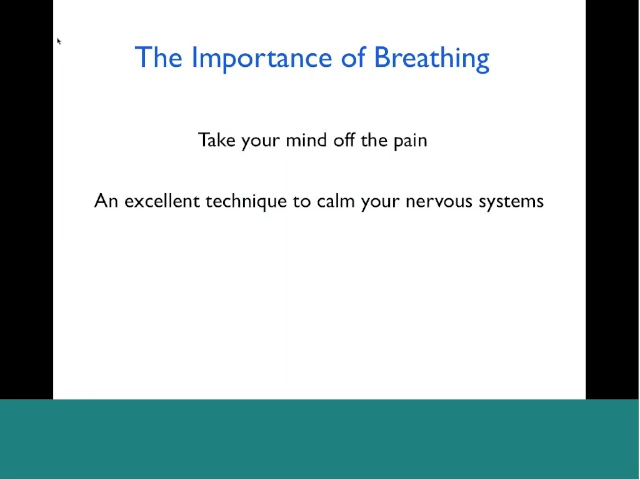 The Importance of Breathing
Take your mind off the pain
An excellent technique to calm your nervous systems